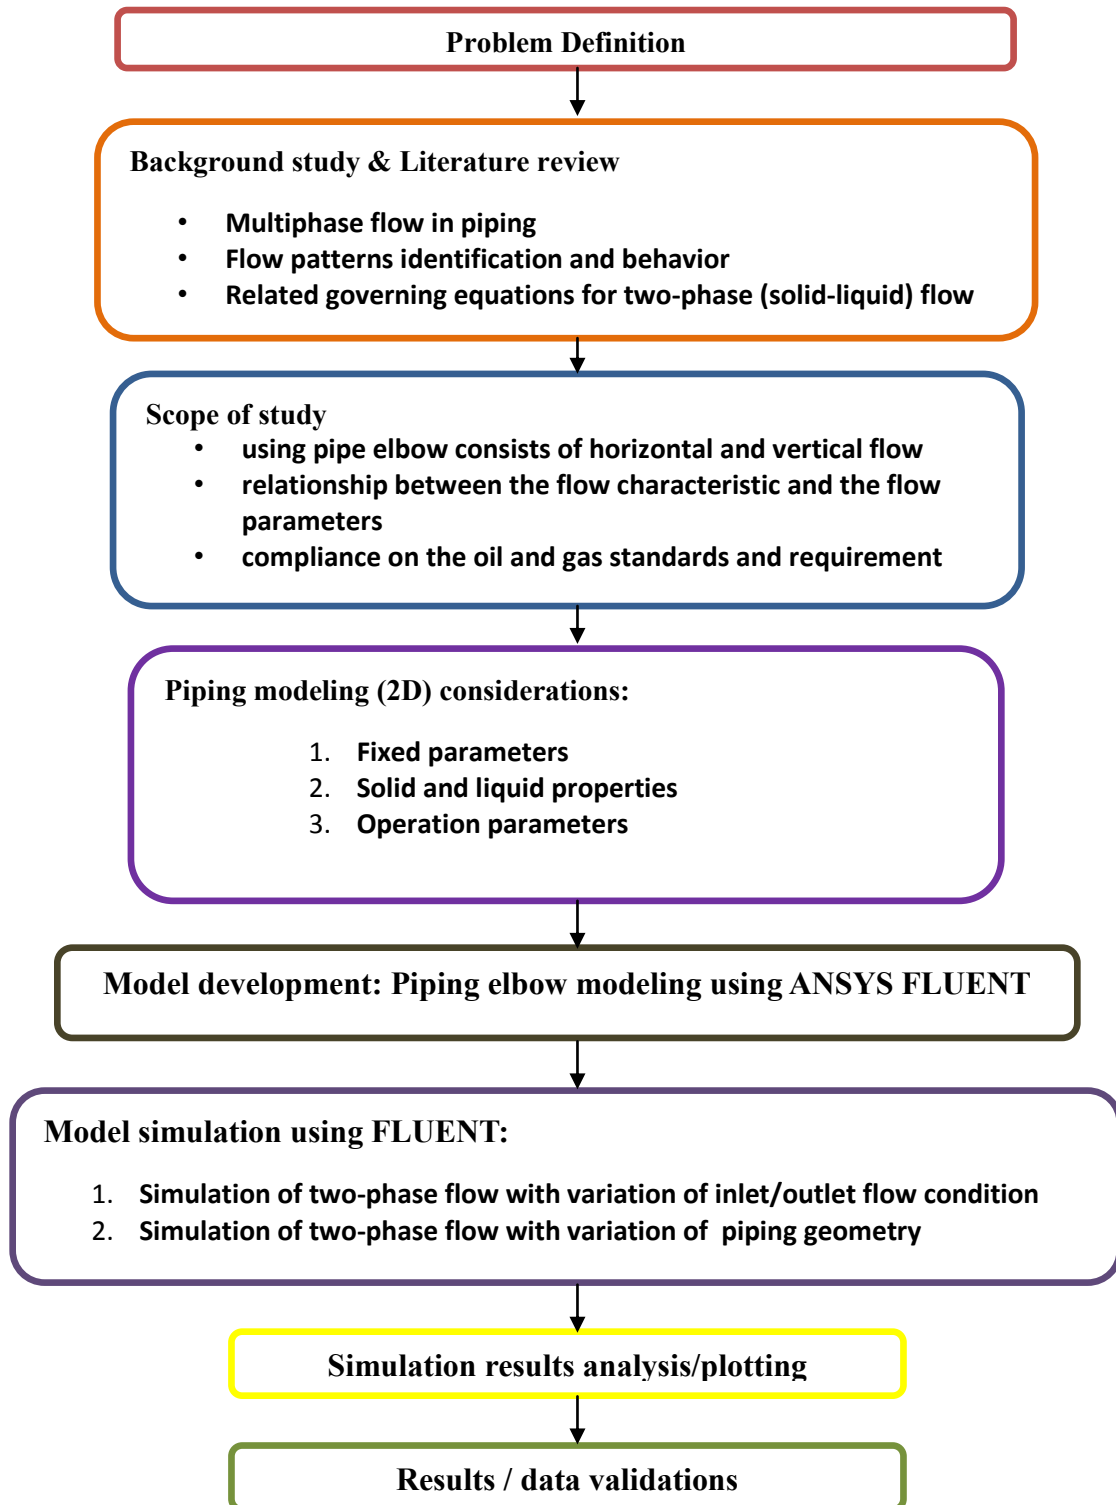 Problem Definition
Background study & Literature review
• Multiphase flow in piping
• Flow patterns identification and behavior
• Related governing equations for two-phase (solid-liquid) flow
Scope of study
• using pipe elbow consists of horizontal and vertical flow
• relationship between the flow characteristic and the flow
parameters
• compliance on the oil and gas standards and requirement
Piping modeling (2D) considerations:
1. Fixed parameters
2. Solid and liquid properties
3. Operation parameters
Model development: Piping elbow modeling using ANSYS FLUENT
Model simulation using FLUENT:
1. Simulation of two-phase flow with variation of inlet/outlet flow condition
2. Simulation of two-phase flow with variation of piping geometry
Simulation results analysis/plotting
Results / data validations